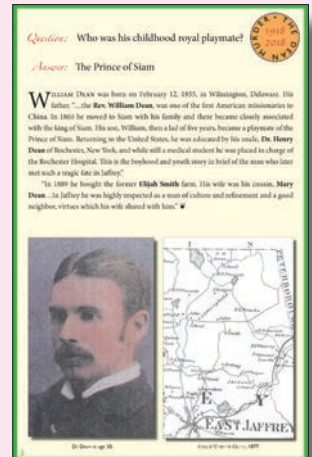 Question: Who was his childhood royal playmate?
• THE DEAN MURDER •
1918
2018
Answer: The Prince of Siam
WILLIAM DEAN was born on February 12, 1855, in Wilmington, Delaware. His
father, "…the Rev. William Dean, was one of the first American missionaries to
China. In 1860 he moved to Siam with his family and there became closely associated
with the king of Siam. His son, William, then a lad of five years, became a playmate of the
Prince of Siam. Returning to the United States, he was educated by his uncle, Dr. Henry
Dean of Rochester, New York, and while still a medical student he was placed in charge of
the Rochester Hospital. This is the boyhood and youth story in brief of the man who later
met such a tragic fate in Jaffrey."
"In 1889 he bought the former Elijah Smith farm. His wife was his cousin, Mary
Dean…In Jaffrey he was highly respected as a man of culture and refinement and a good
neighbor, virtues which his wife shared with him."
PETERBORO
E Y
EAST JAFFREY
Dr. Dean at age 30.
County, 1877.